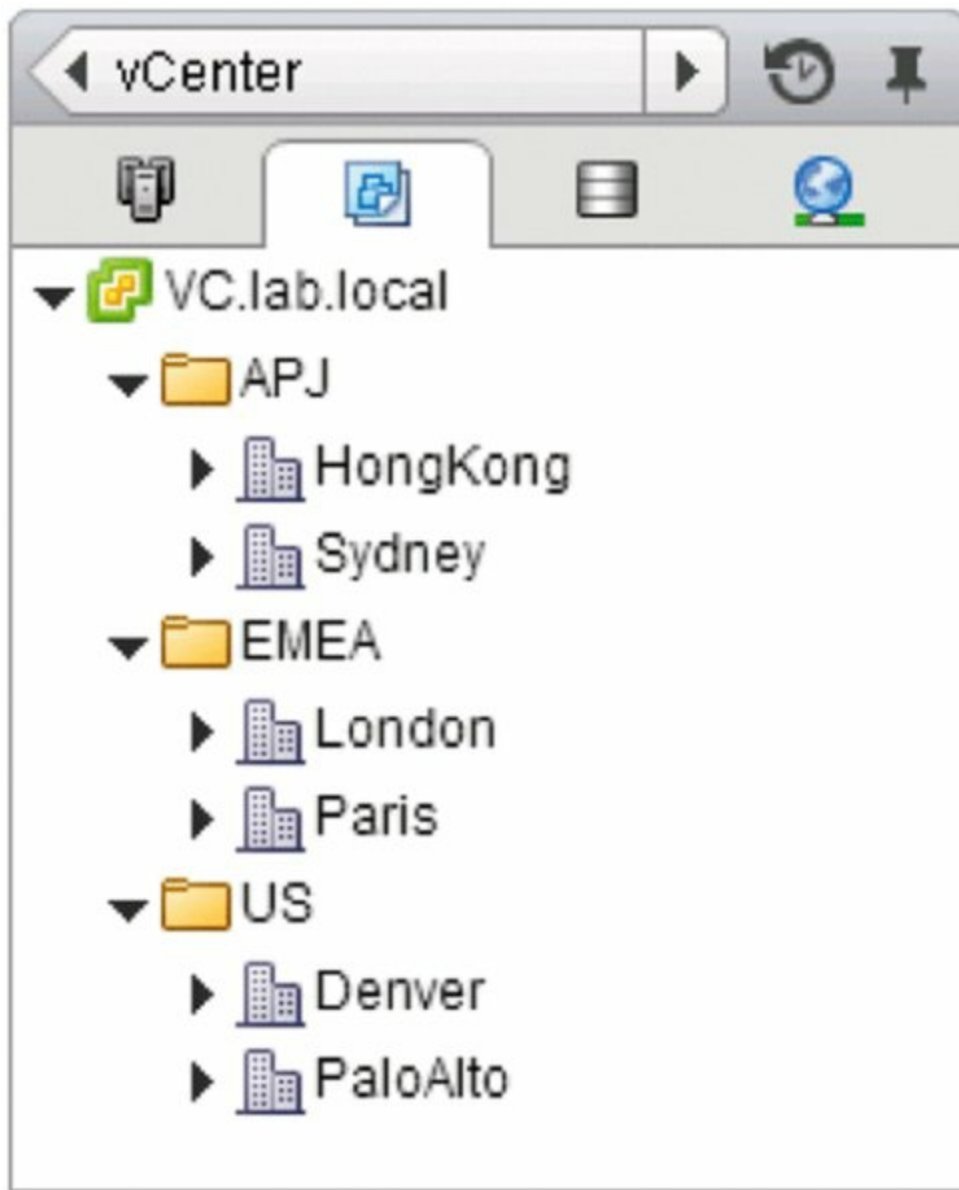 vCenter
VC.lab.local
APJ
HongKong
Sydney
EMEA
London
Paris
US
Denver
PaloAlto